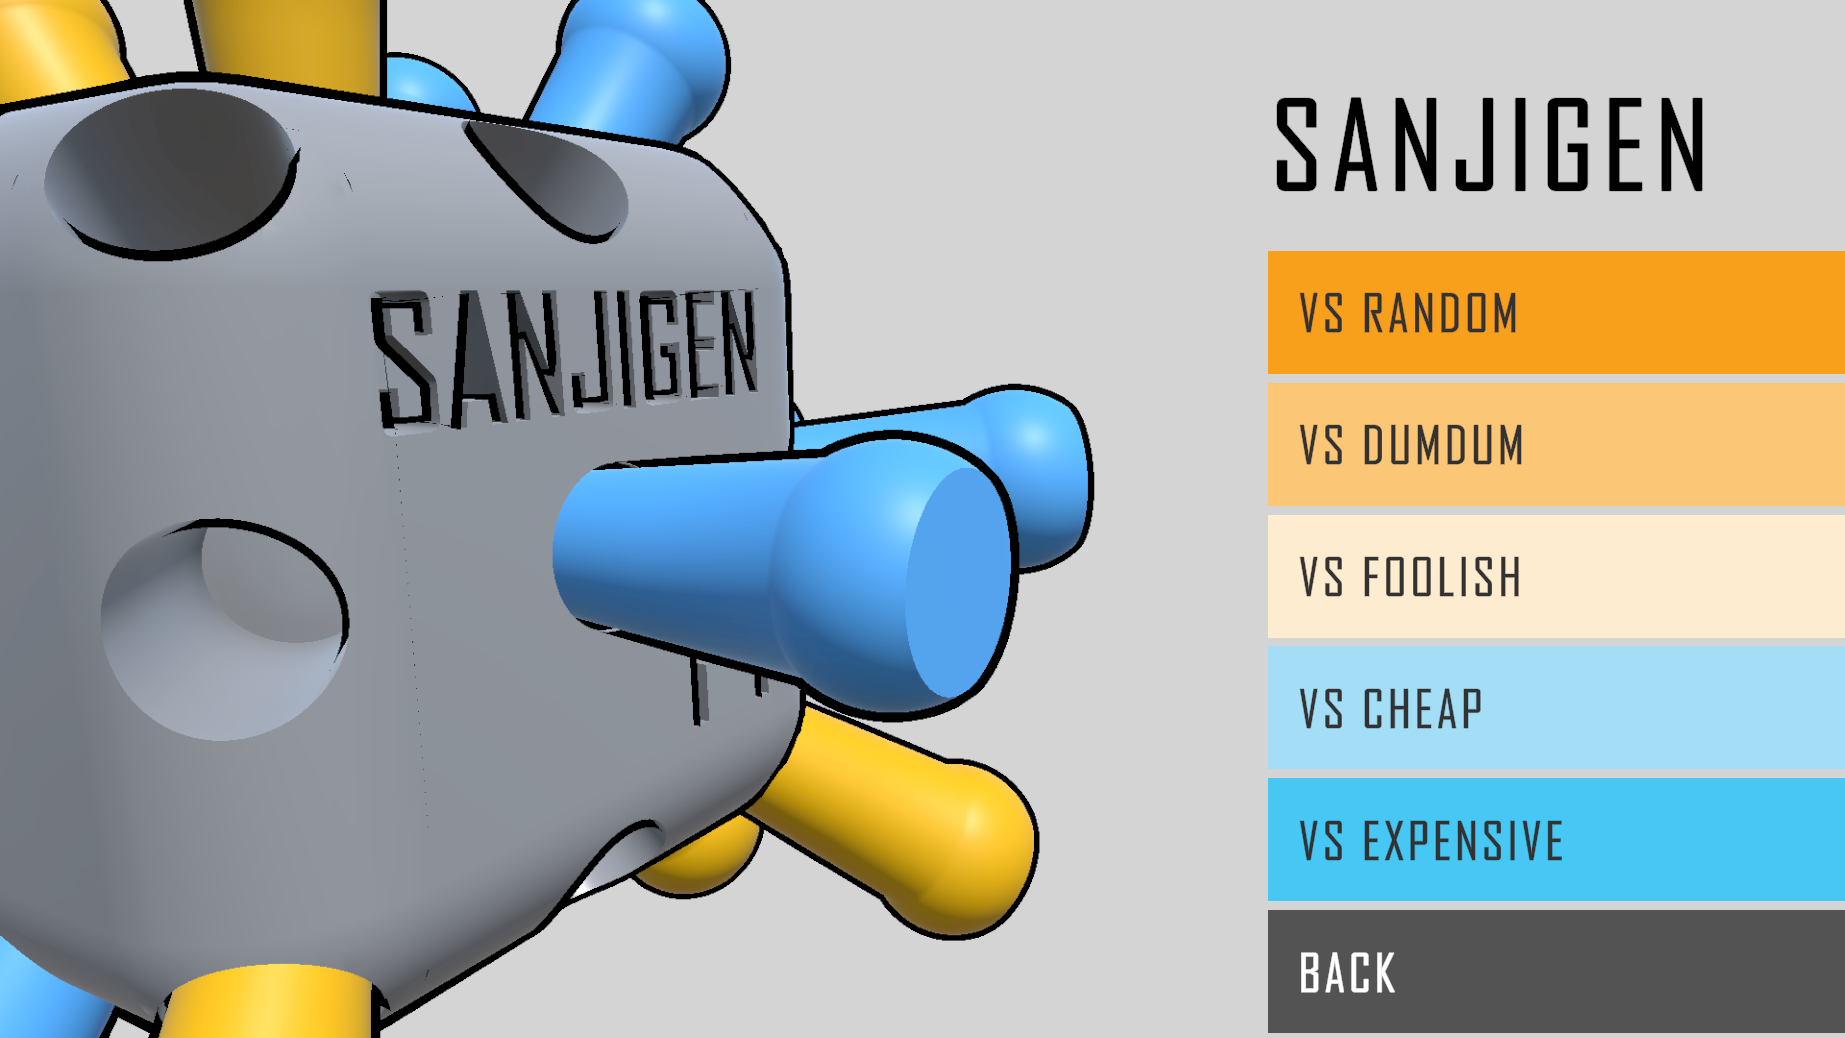 SANJIGEN
SANJIGEN
VS RANDOM
VS DUMDUM
VS FOOLISH
VS CHEAP
VS EXPENSIVE
BACK